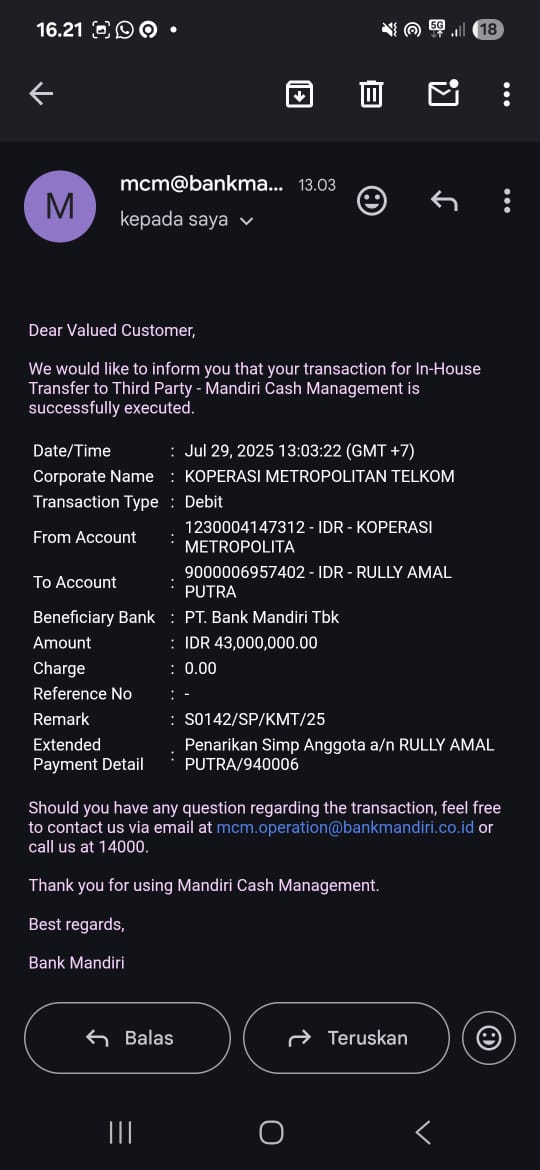 16.21
5G
18
M
mcm@bankma... 13.03
kepada saya
Dear Valued Customer,
We would like to inform you that your transaction for In-House
Transfer to Third Party - Mandiri Cash Management is
successfully executed.
Date/Time : Jul 29, 2025 13:03:22 (GMT +7)
Corporate Name : KOPERASI METROPOLITAN TELKOM
Transaction Type : Debit
From Account : 1230004147312 - IDR - KOPERASI
METROPOLITA
To Account : 9000006957402 - IDR - RULLY AMAL
PUTRA
Beneficiary Bank : PT. Bank Mandiri Tbk
Amount : IDR 43,000,000.00
Charge : 0.00
Reference No : -
Remark : S0142/SP/KMT/25
Extended
Payment Detail : Penarikan Simp Anggota a/n RULLY AMAL
PUTRA/940006
Should you have any question regarding the transaction, feel free
to contact us via email at mcm.operation@bankmandiri.co.id or
call us at 14000.
Thank you for using Mandiri Cash Management.
Best regards,
Bank Mandiri
Balas
Teruskan